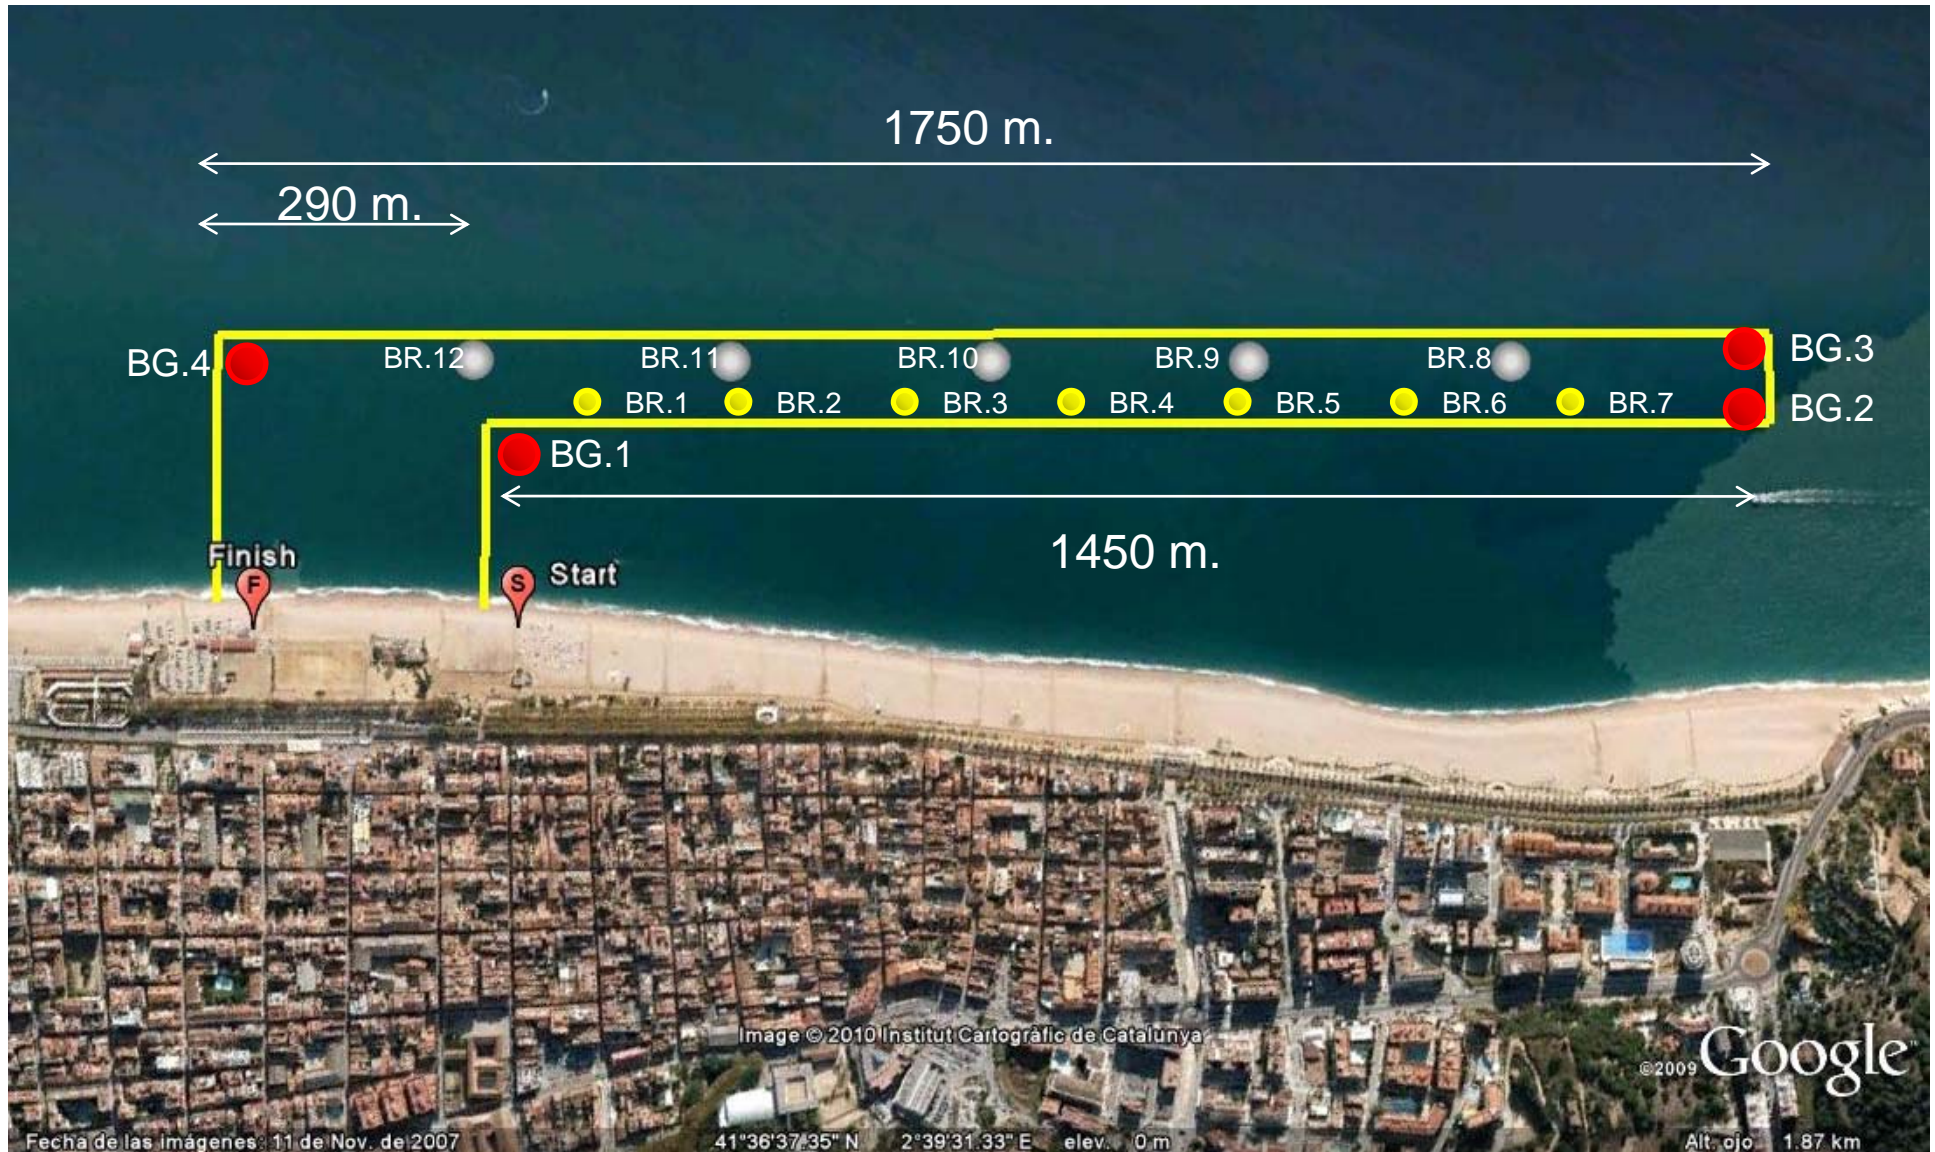 1750 m.
290 m.
BG.4
BR.12
BR.11
BR.10
BR.9
BR.8
BG.3
BR.1
BR.2
BR.3
BR.4
BR.5
BR.6
BR.7
BG.2
BG.1
1450 m.
Finish
F
S
Start
Image © 2010 Institut Cartogràfic de Catalunya
©2009 Google
Fecha de las imágenes: 11 de Nov. de 2007
41°36'37.35" N 2°39'31.33" E elev. 0 m
Alt. ojo 1.87 km